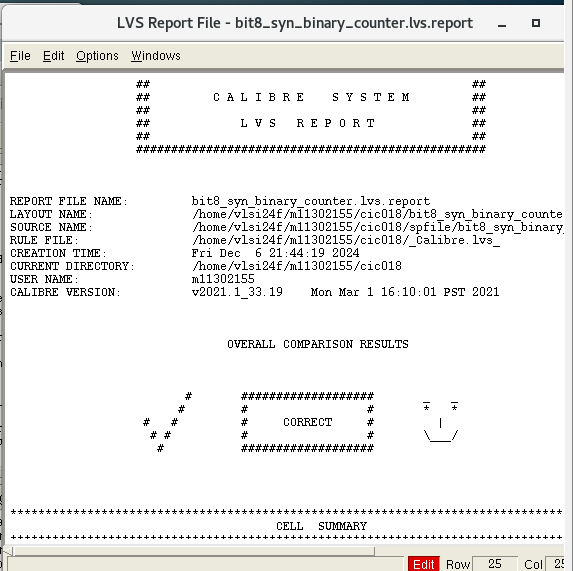 LVS Report File - bit8_syn_binary_counter.lvs.report
File Edit Options Windows
## ##
## C A L I B R E S Y S T E M ##
## ##
## L V S R E P O R T ##
## ##
##################################################
REPORT FILE NAME: bit8_syn_binary_counter.lvs.report
LAYOUT NAME: /home/vlsi24f/m11302155/cic018/bit8_syn_binary_counte
SOURCE NAME: /home/vlsi24f/m11302155/cic018/spfile/bit8_syn_binary_
RULE FILE: /home/vlsi24f/m11302155/cic018/_Calibre.lvs_
CREATION TIME: Fri Dec 6 21:44:19 2024
CURRENT DIRECTORY: /home/vlsi24f/m11302155/cic018
USER NAME: m11302155
CALIBRE VERSION: v2021.1_33.19 Mon Mar 1 16:10:01 PST 2021
OVERALL COMPARISON RESULTS
# ################### _ _
# # # * *
# # # CORRECT # |
# # # # \___/
# ###################
*******************************************************************************
CELL SUMMARY
*******************************************************************************
Edit Row 25 Col 25